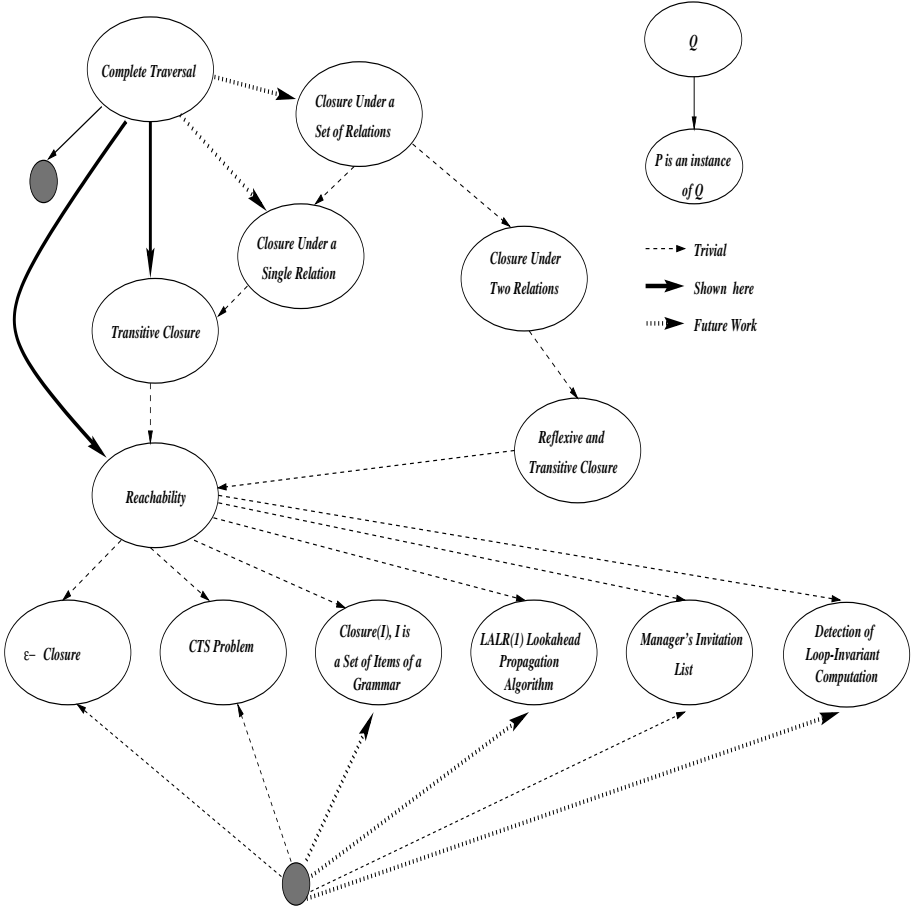 Complete Traversal
Closure Under a
Set of Relations
Q
P is an instance
of Q
Closure Under a
Single Relation
Closure Under
Two Relations
Trivial
Shown here
Future Work
Transitive Closure
Reflexive and
Transitive Closure
Reachability
ε– Closure
CTS Problem
Closure(I), I is
a Set of Items of a
Grammar
LALR(1) Lookahead
Propagation
Algorithm
Manager's Invitation
List
Detection of
Loop-Invariant
Computation